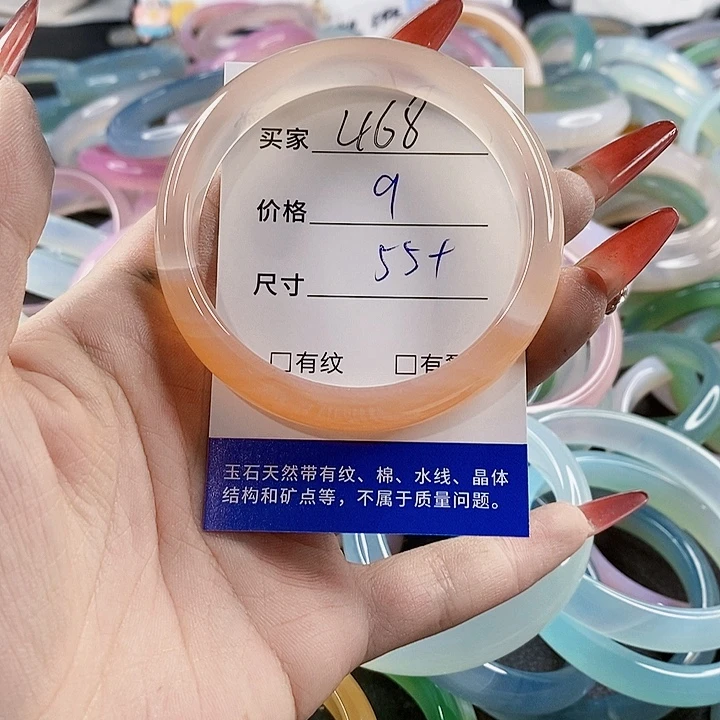 买家 468
价格 9
尺寸 55+
□有纹 □有
玉石天然带有纹、棉、水线、晶体
结构和矿点等，不属于质量问题。